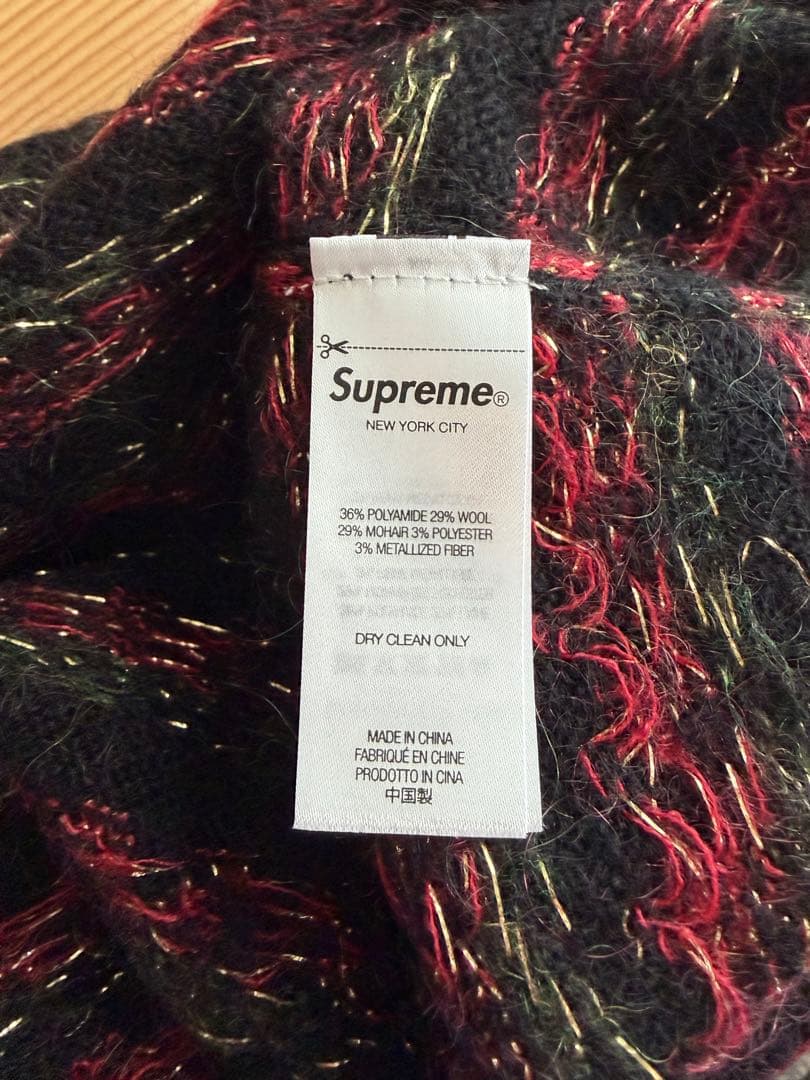 Supreme®
NEW YORK CITY
36% POLYAMIDE 29% WOOL
29% MOHAIR 3% POLYESTER
3% METALLIZED FIBER
DRY CLEAN ONLY
MADE IN CHINA
FABRIQUÉ EN CHINE
PRODOTTO IN CINA
中国製